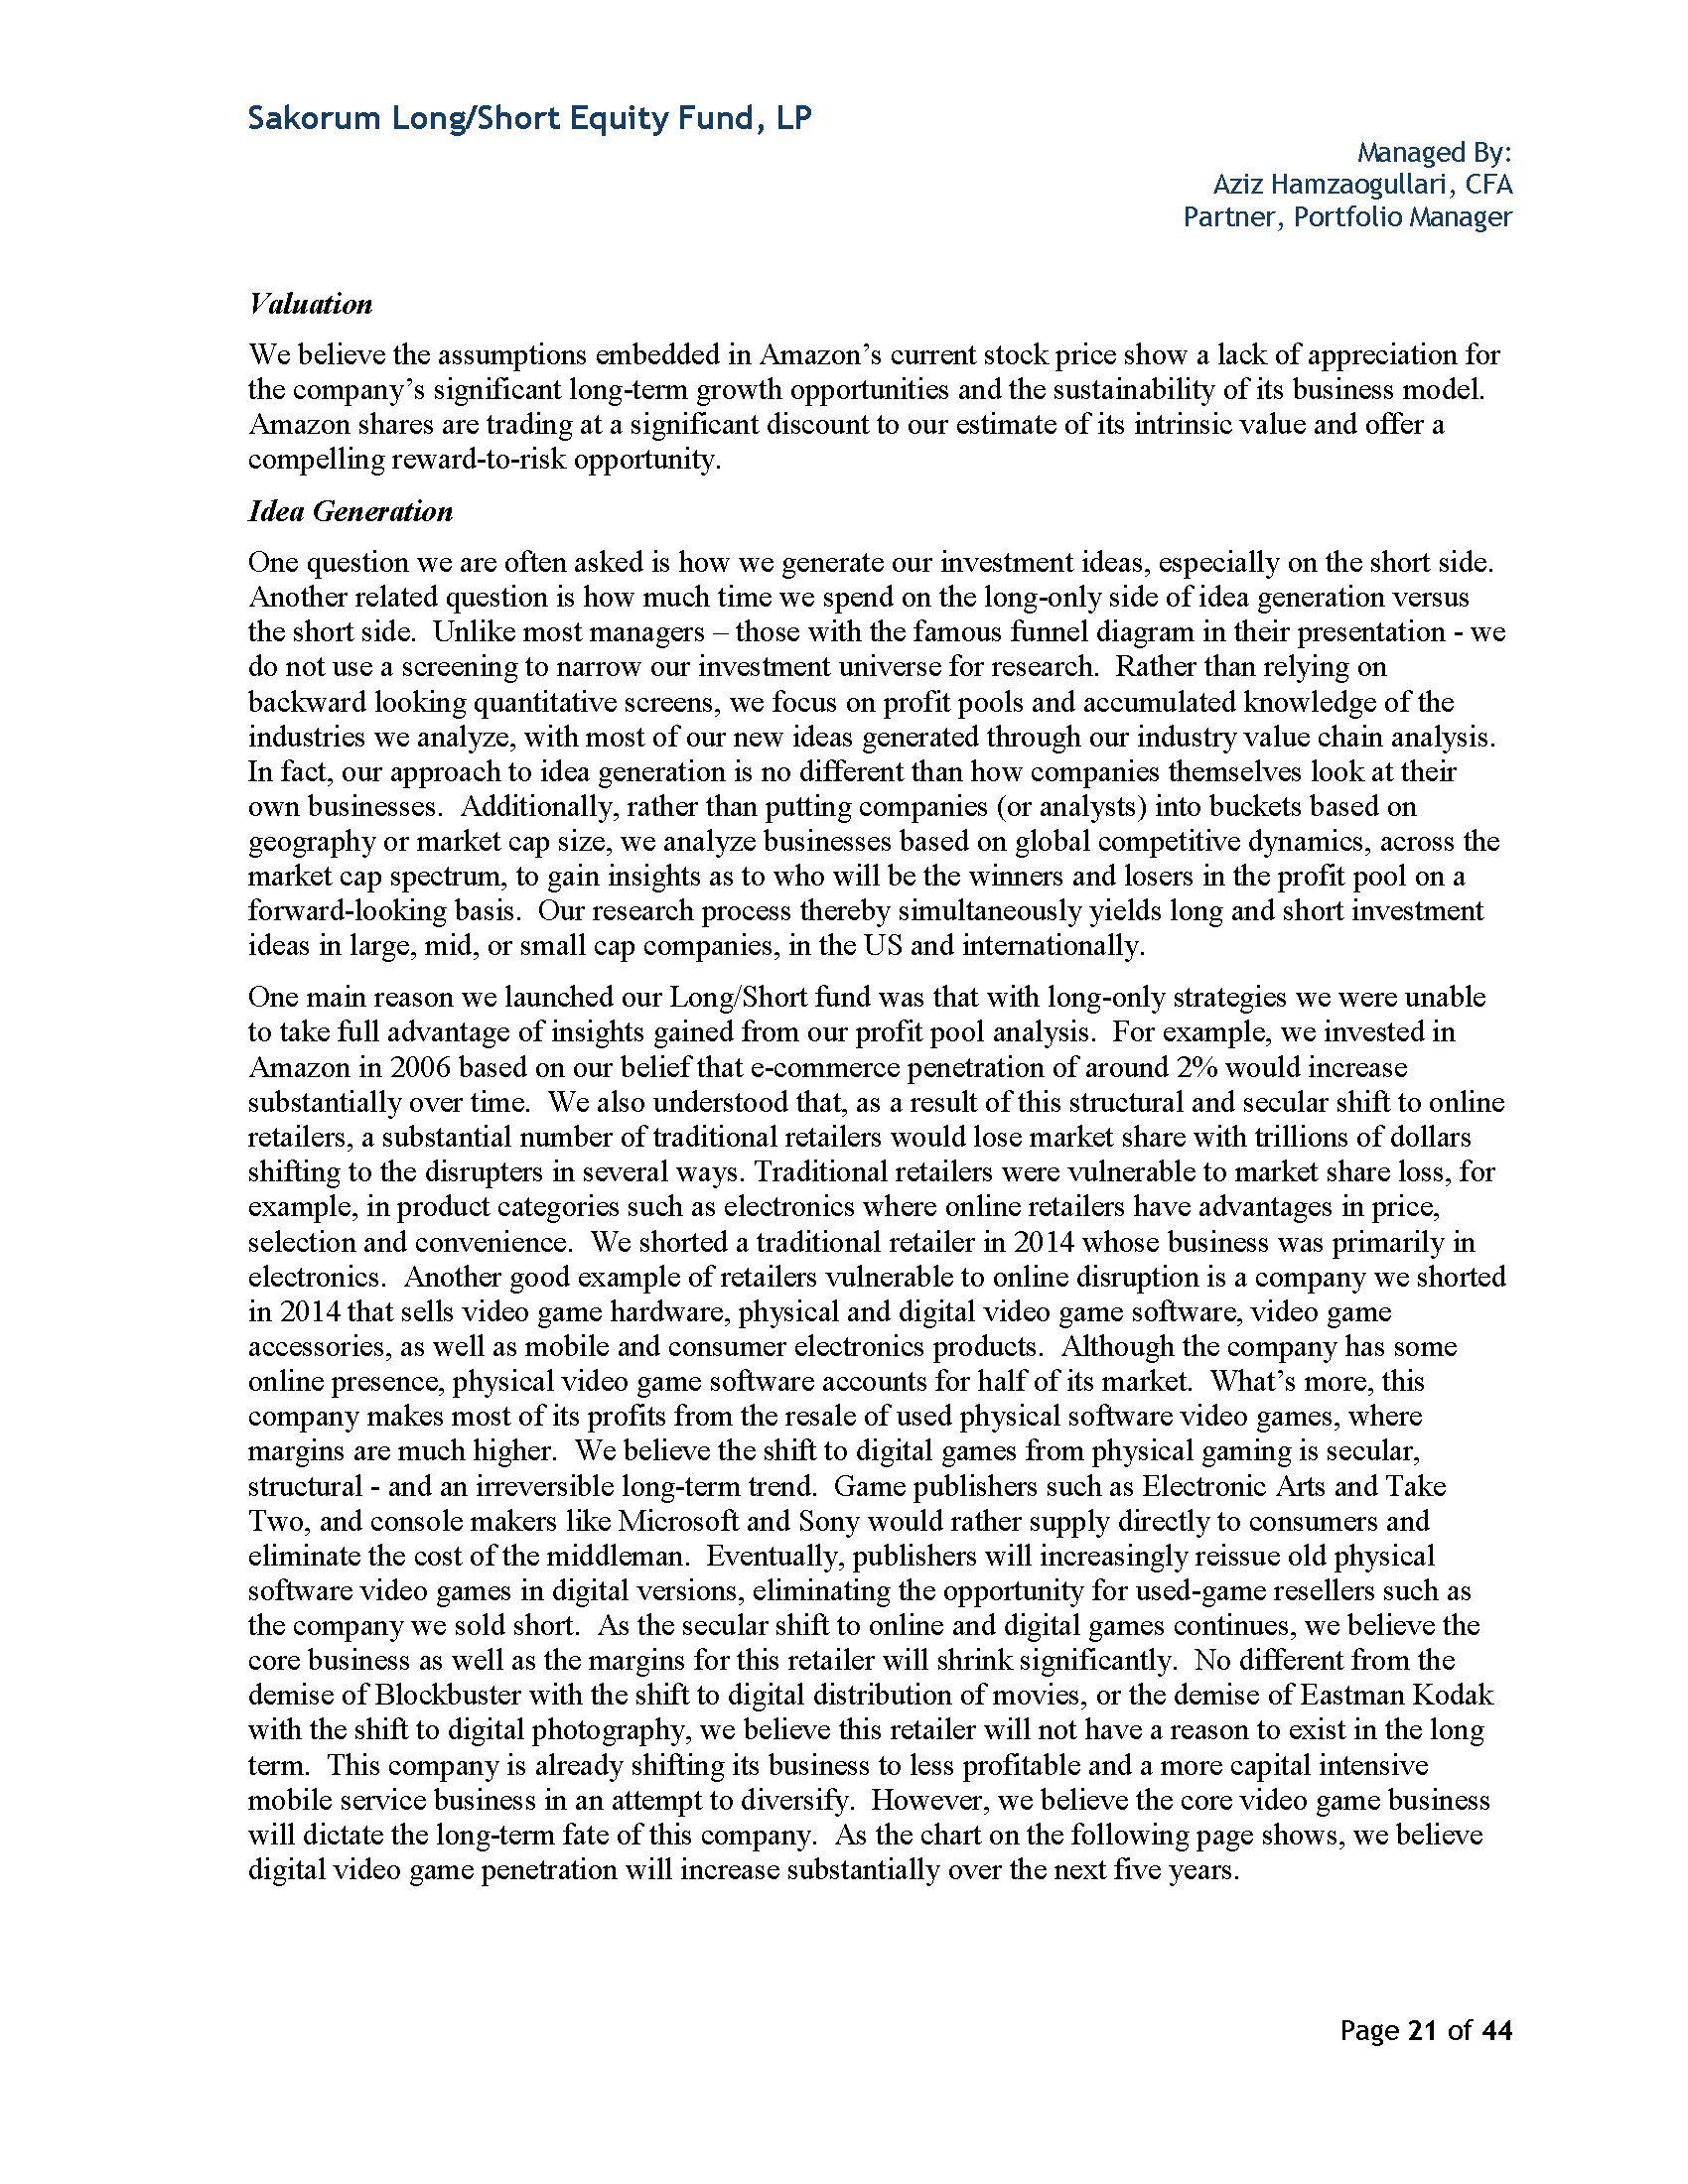 Sakorum Long/Short Equity Fund, LP
Managed By:
Aziz Hamzaogullari, CFA
Partner, Portfolio Manager
Valuation
We believe the assumptions embedded in Amazon’s current stock price show a lack of appreciation for
the company’s significant long-term growth opportunities and the sustainability of its business model.
Amazon shares are trading at a significant discount to our estimate of its intrinsic value and offer a
compelling reward-to-risk opportunity.
Idea Generation
One question we are often asked is how we generate our investment ideas, especially on the short side.
Another related question is how much time we spend on the long-only side of idea generation versus
the short side.  Unlike most managers – those with the famous funnel diagram in their presentation - we
do not use a screening to narrow our investment universe for research.  Rather than relying on
backward looking quantitative screens, we focus on profit pools and accumulated knowledge of the
industries we analyze, with most of our new ideas generated through our industry value chain analysis.
In fact, our approach to idea generation is no different than how companies themselves look at their
own businesses.  Additionally, rather than putting companies (or analysts) into buckets based on
geography or market cap size, we analyze businesses based on global competitive dynamics, across the
market cap spectrum, to gain insights as to who will be the winners and losers in the profit pool on a
forward-looking basis.  Our research process thereby simultaneously yields long and short investment
ideas in large, mid, or small cap companies, in the US and internationally.
One main reason we launched our Long/Short fund was that with long-only strategies we were unable
to take full advantage of insights gained from our profit pool analysis.  For example, we invested in
Amazon in 2006 based on our belief that e-commerce penetration of around 2% would increase
substantially over time.  We also understood that, as a result of this structural and secular shift to online
retailers, a substantial number of traditional retailers would lose market share with trillions of dollars
shifting to the disrupters in several ways. Traditional retailers were vulnerable to market share loss, for
example, in product categories such as electronics where online retailers have advantages in price,
selection and convenience.  We shorted a traditional retailer in 2014 whose business was primarily in
electronics.  Another good example of retailers vulnerable to online disruption is a company we shorted
in 2014 that sells video game hardware, physical and digital video game software, video game
accessories, as well as mobile and consumer electronics products.  Although the company has some
online presence, physical video game software accounts for half of its market.  What’s more, this
company makes most of its profits from the resale of used physical software video games, where
margins are much higher.  We believe the shift to digital games from physical gaming is secular,
structural - and an irreversible long-term trend.  Game publishers such as Electronic Arts and Take
Two, and console makers like Microsoft and Sony would rather supply directly to consumers and
eliminate the cost of the middleman.  Eventually, publishers will increasingly reissue old physical
software video games in digital versions, eliminating the opportunity for used-game resellers such as
the company we sold short.  As the secular shift to online and digital games continues, we believe the
core business as well as the margins for this retailer will shrink significantly.  No different from the
demise of Blockbuster with the shift to digital distribution of movies, or the demise of Eastman Kodak
with the shift to digital photography, we believe this retailer will not have a reason to exist in the long
term.  This company is already shifting its business to less profitable and a more capital intensive
mobile service business in an attempt to diversify.  However, we believe the core video game business
will dictate the long-term fate of this company.  As the chart on the following page shows, we believe
digital video game penetration will increase substantially over the next five years.
Page 21 of 44